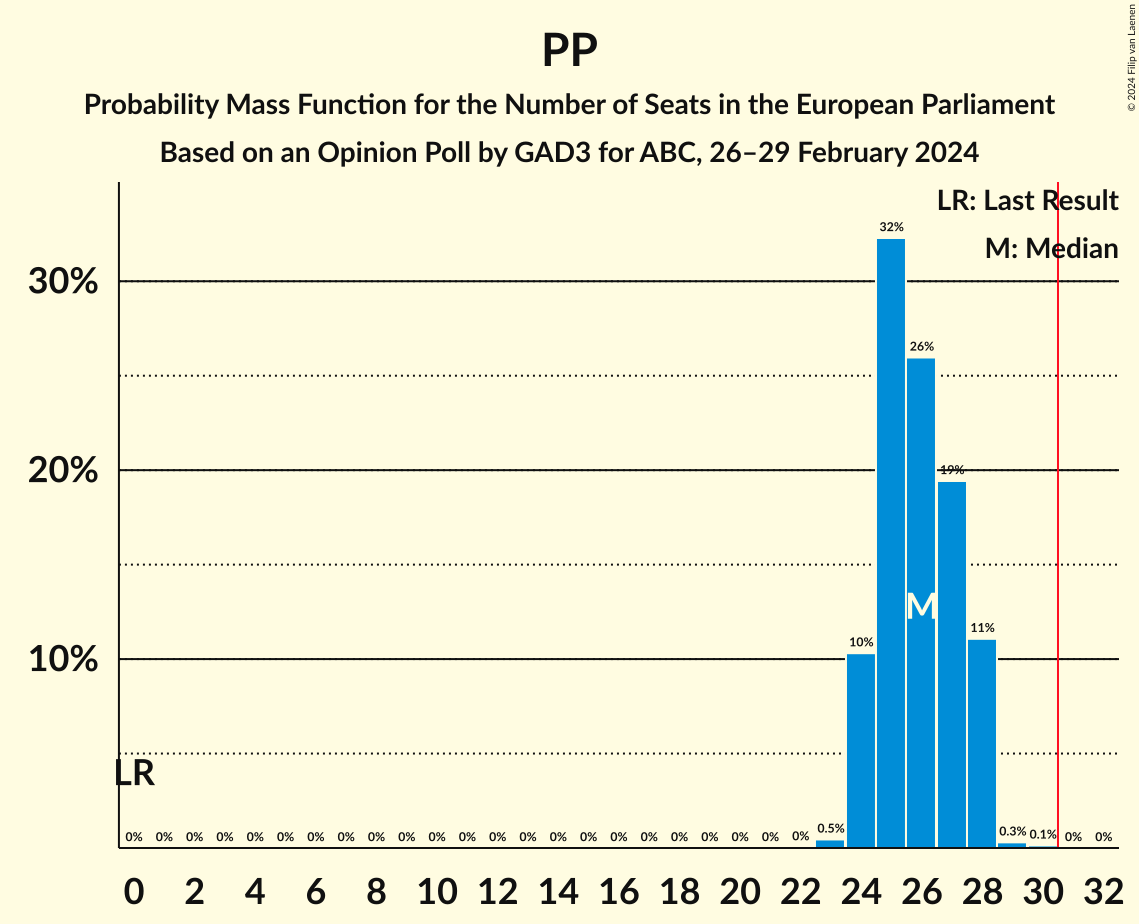 PP
Probability Mass Function for the Number of Seats in the European Parliament
Based on an Opinion Poll by GAD3 for ABC, 26–29 February 2024
© 2024 Filip van Laenen
LR: Last Result
M: Median
32%
30%
26%
20%
19%
M
11%
10%
10%
LR
0% 0% 0% 0% 0% 0% 0% 0% 0% 0% 0% 0% 0% 0% 0% 0% 0% 0% 0% 0% 0% 0% 0% 0.5% 0.3% 0.1% 0% 0%
0 2 4 6 8 10 12 14 16 18 20 22 24 26 28 30 32